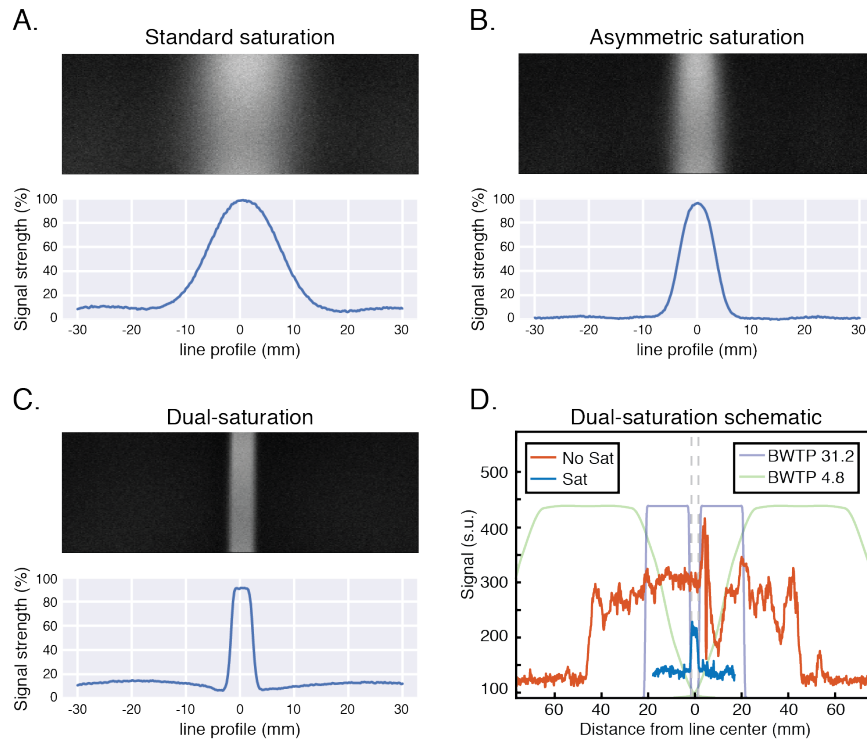 A.
Standard saturation
Signal strength (%)
100
80
60
40
20
0
-30 -20 -10 0 10 20 30
line profile (mm)
B.
Asymmetric saturation
Signal strength (%)
100
80
60
40
20
0
-30 -20 -10 0 10 20 30
line profile (mm)
C.
Dual-saturation
Signal strength (%)
100
80
60
40
20
0
-30 -20 -10 0 10 20 30
line profile (mm)
D.
Dual-saturation schematic
No Sat
Sat
BWTP 31.2
BWTP 4.8
Signal (s.u.)
500
400
300
200
100
60 40 20 0 20 40 60
Distance from line center (mm)